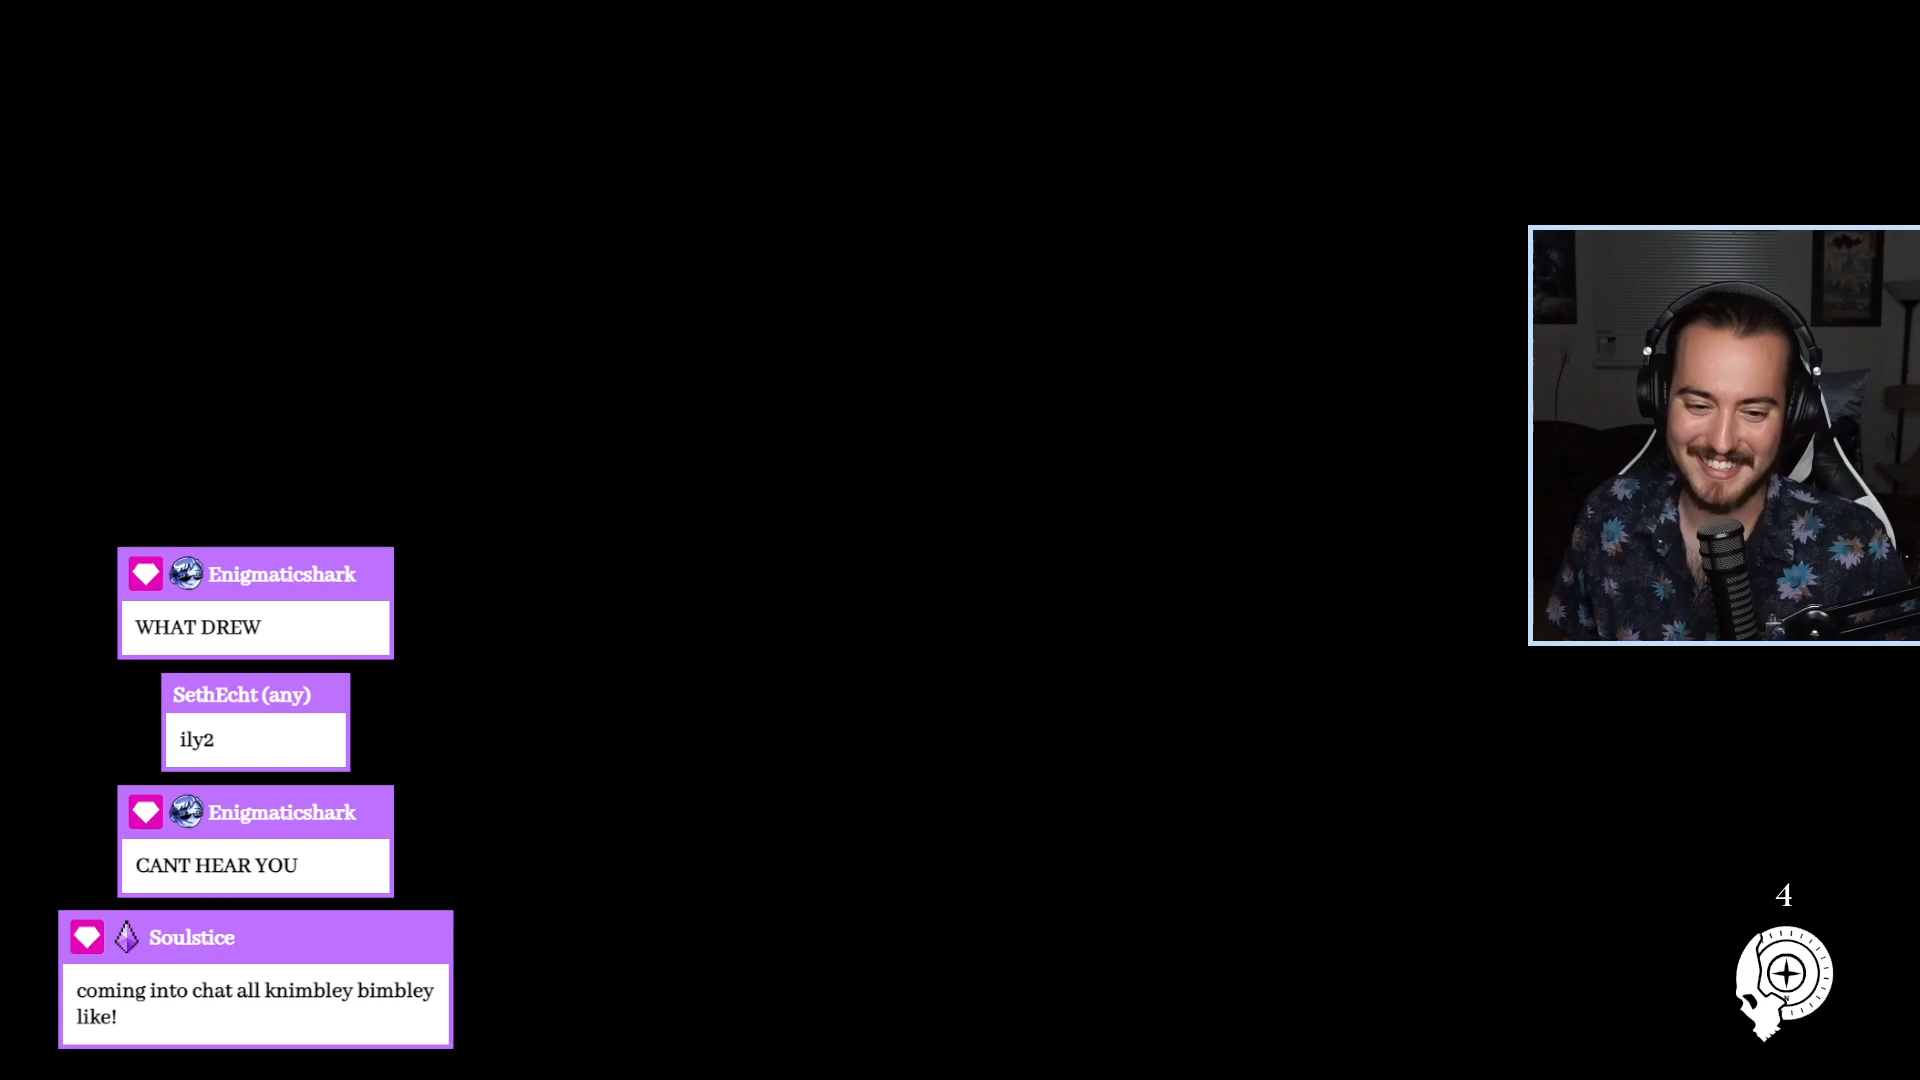 Enigmaticshark
WHAT DREW
SethEcht (any)
ily2
Enigmaticshark
CANT HEAR YOU
Soulstice
coming into chat all knimbley bimbley
like!
4
N